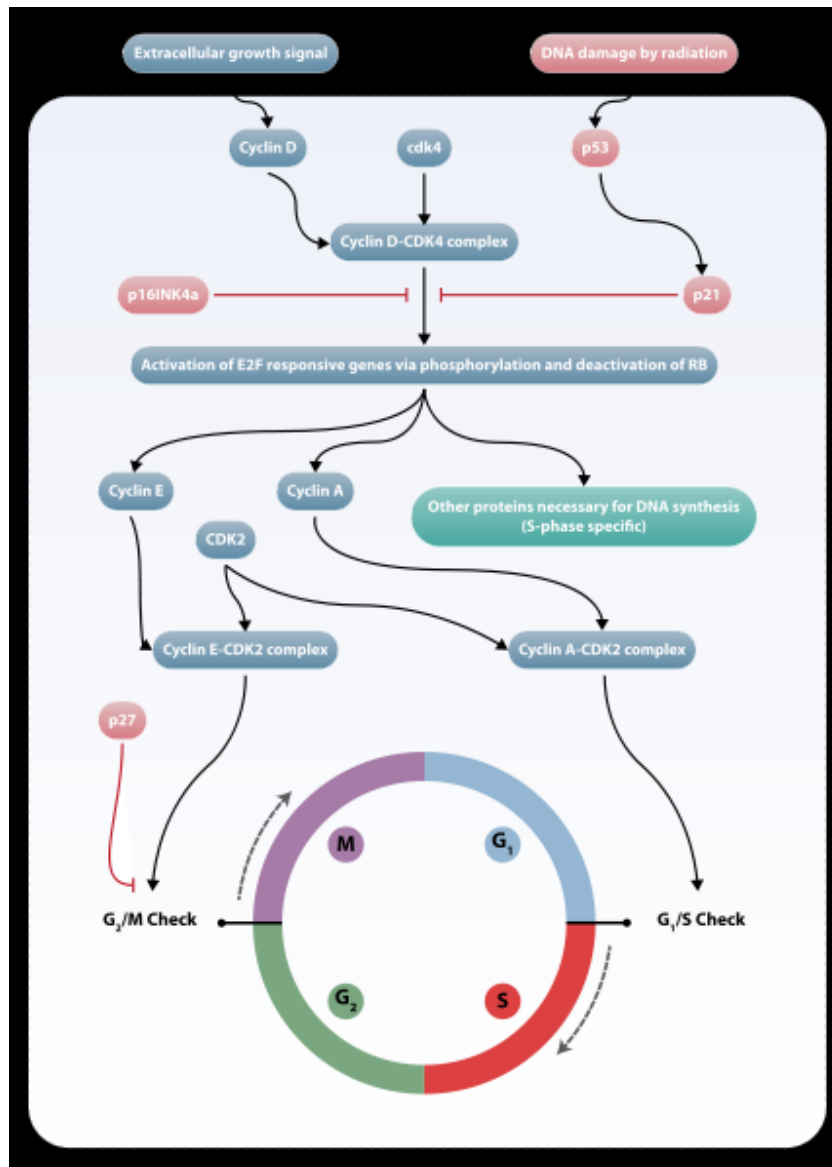 Extracellular growth signal
DNA damage by radiation
Cyclin D
cdk4
p53
Cyclin D-CDK4 complex
p16INK4a
p21
Activation of E2F responsive genes via phosphorylation and deactivation of RB
Cyclin E
Cyclin A
Other proteins necessary for DNA synthesis
(S-phase specific)
CDK2
Cyclin E-CDK2 complex
Cyclin A-CDK2 complex
p27
M
G₁
G₂/M Check
G₁/S Check
G₂
S